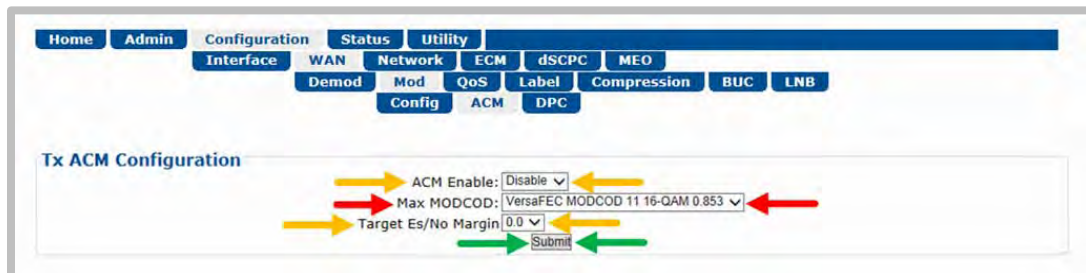 Home Admin Configuration Status Utility
Interface WAN Network ECM dSCPC MEO
Demod Mod QoS Label Compression BUC LNB
Config ACM DPC
Tx ACM Configuration
ACM Enable: Disable
Max MODCOD: VersaFEC MODCOD 11 16-QAM 0.853
Target Es/No Margin 0.0
Submit